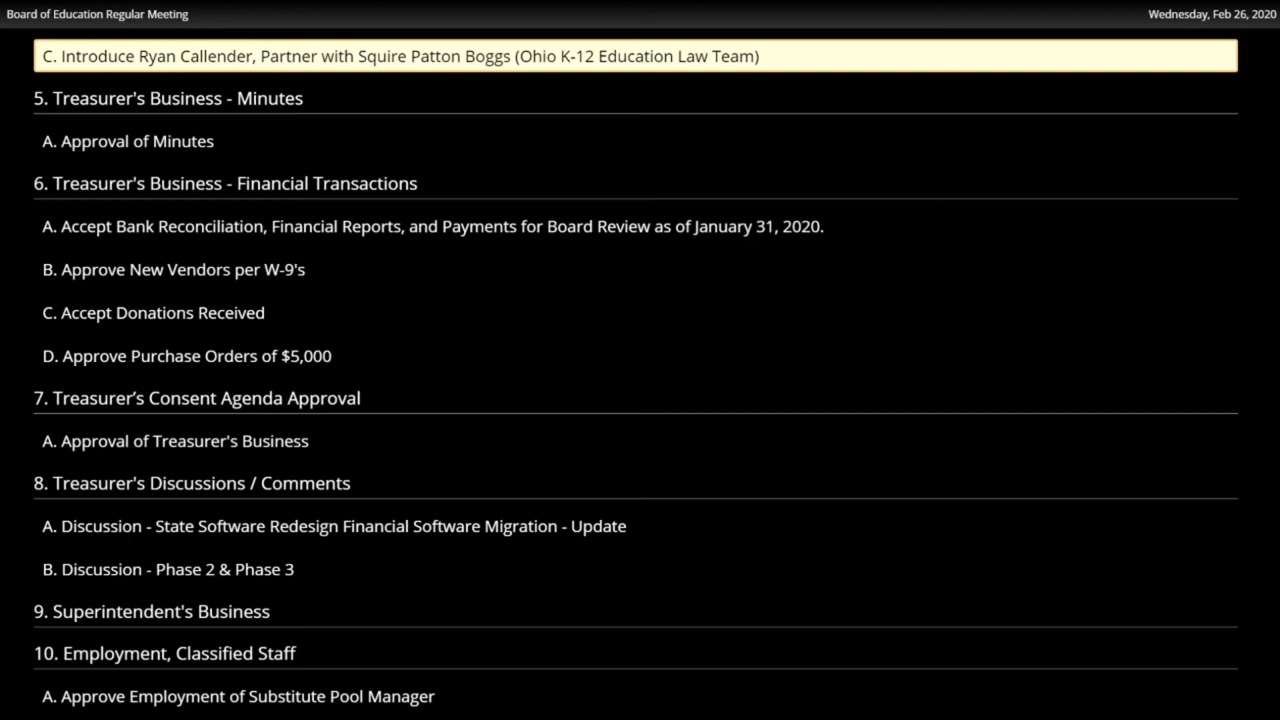 Board of Education Regular Meeting
Wednesday, Feb 26, 2020
C. Introduce Ryan Callender, Partner with Squire Patton Boggs (Ohio K-12 Education Law Team)
5. Treasurer's Business - Minutes
A. Approval of Minutes
6. Treasurer's Business - Financial Transactions
A. Accept Bank Reconciliation, Financial Reports, and Payments for Board Review as of January 31, 2020.
B. Approve New Vendors per W-9's
C. Accept Donations Received
D. Approve Purchase Orders of $5,000
7. Treasurer’s Consent Agenda Approval
A. Approval of Treasurer's Business
8. Treasurer's Discussions / Comments
A. Discussion - State Software Redesign Financial Software Migration - Update
B. Discussion - Phase 2 & Phase 3
9. Superintendent's Business
10. Employment, Classified Staff
A. Approve Employment of Substitute Pool Manager